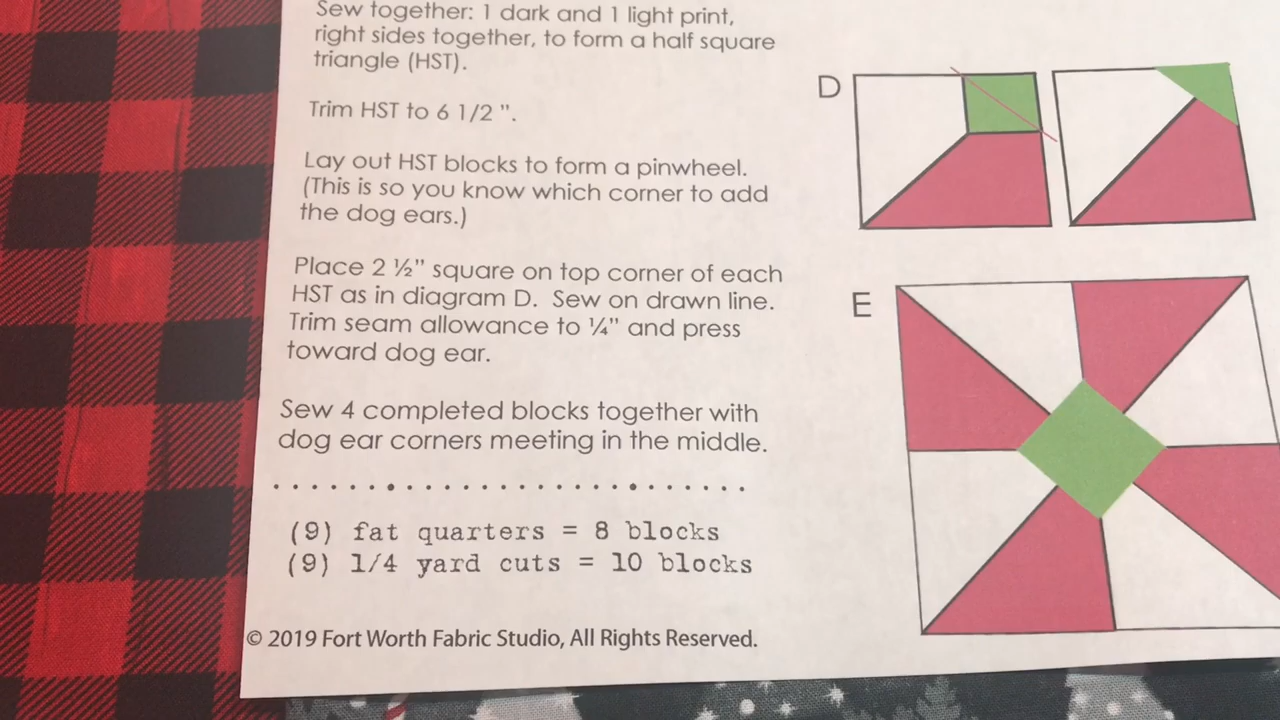 Sew together: 1 dark and 1 light print,
right sides together, to form a half square
triangle (HST).
Trim HST to 6 1/2 ".
Lay out HST blocks to form a pinwheel.
(This is so you know which corner to add
the dog ears.)
Place 2 ½" square on top corner of each
HST as in diagram D. Sew on drawn line.
Trim seam allowance to ¼" and press
toward dog ear.
Sew 4 completed blocks together with
dog ear corners meeting in the middle.
(9) fat quarters = 8 blocks
(9) 1/4 yard cuts = 10 blocks
© 2019 Fort Worth Fabric Studio, All Rights Reserved.
D
E